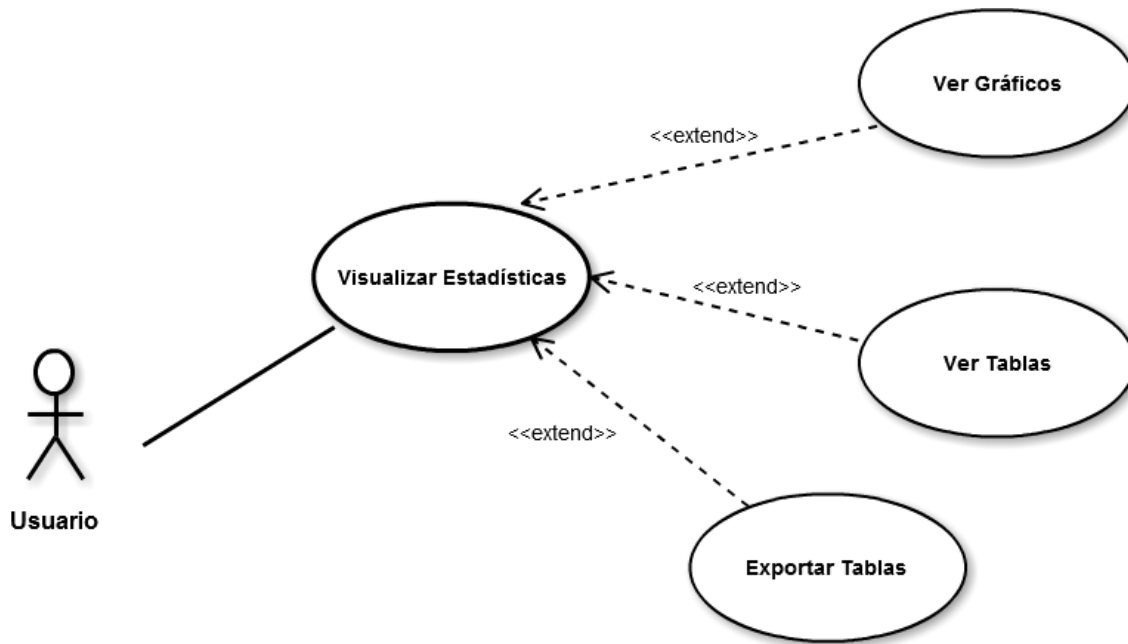 Ver Gráficos
<<extend>>
Visualizar Estadísticas
<<extend>>
Ver Tablas
<<extend>>
Usuario
Exportar Tablas